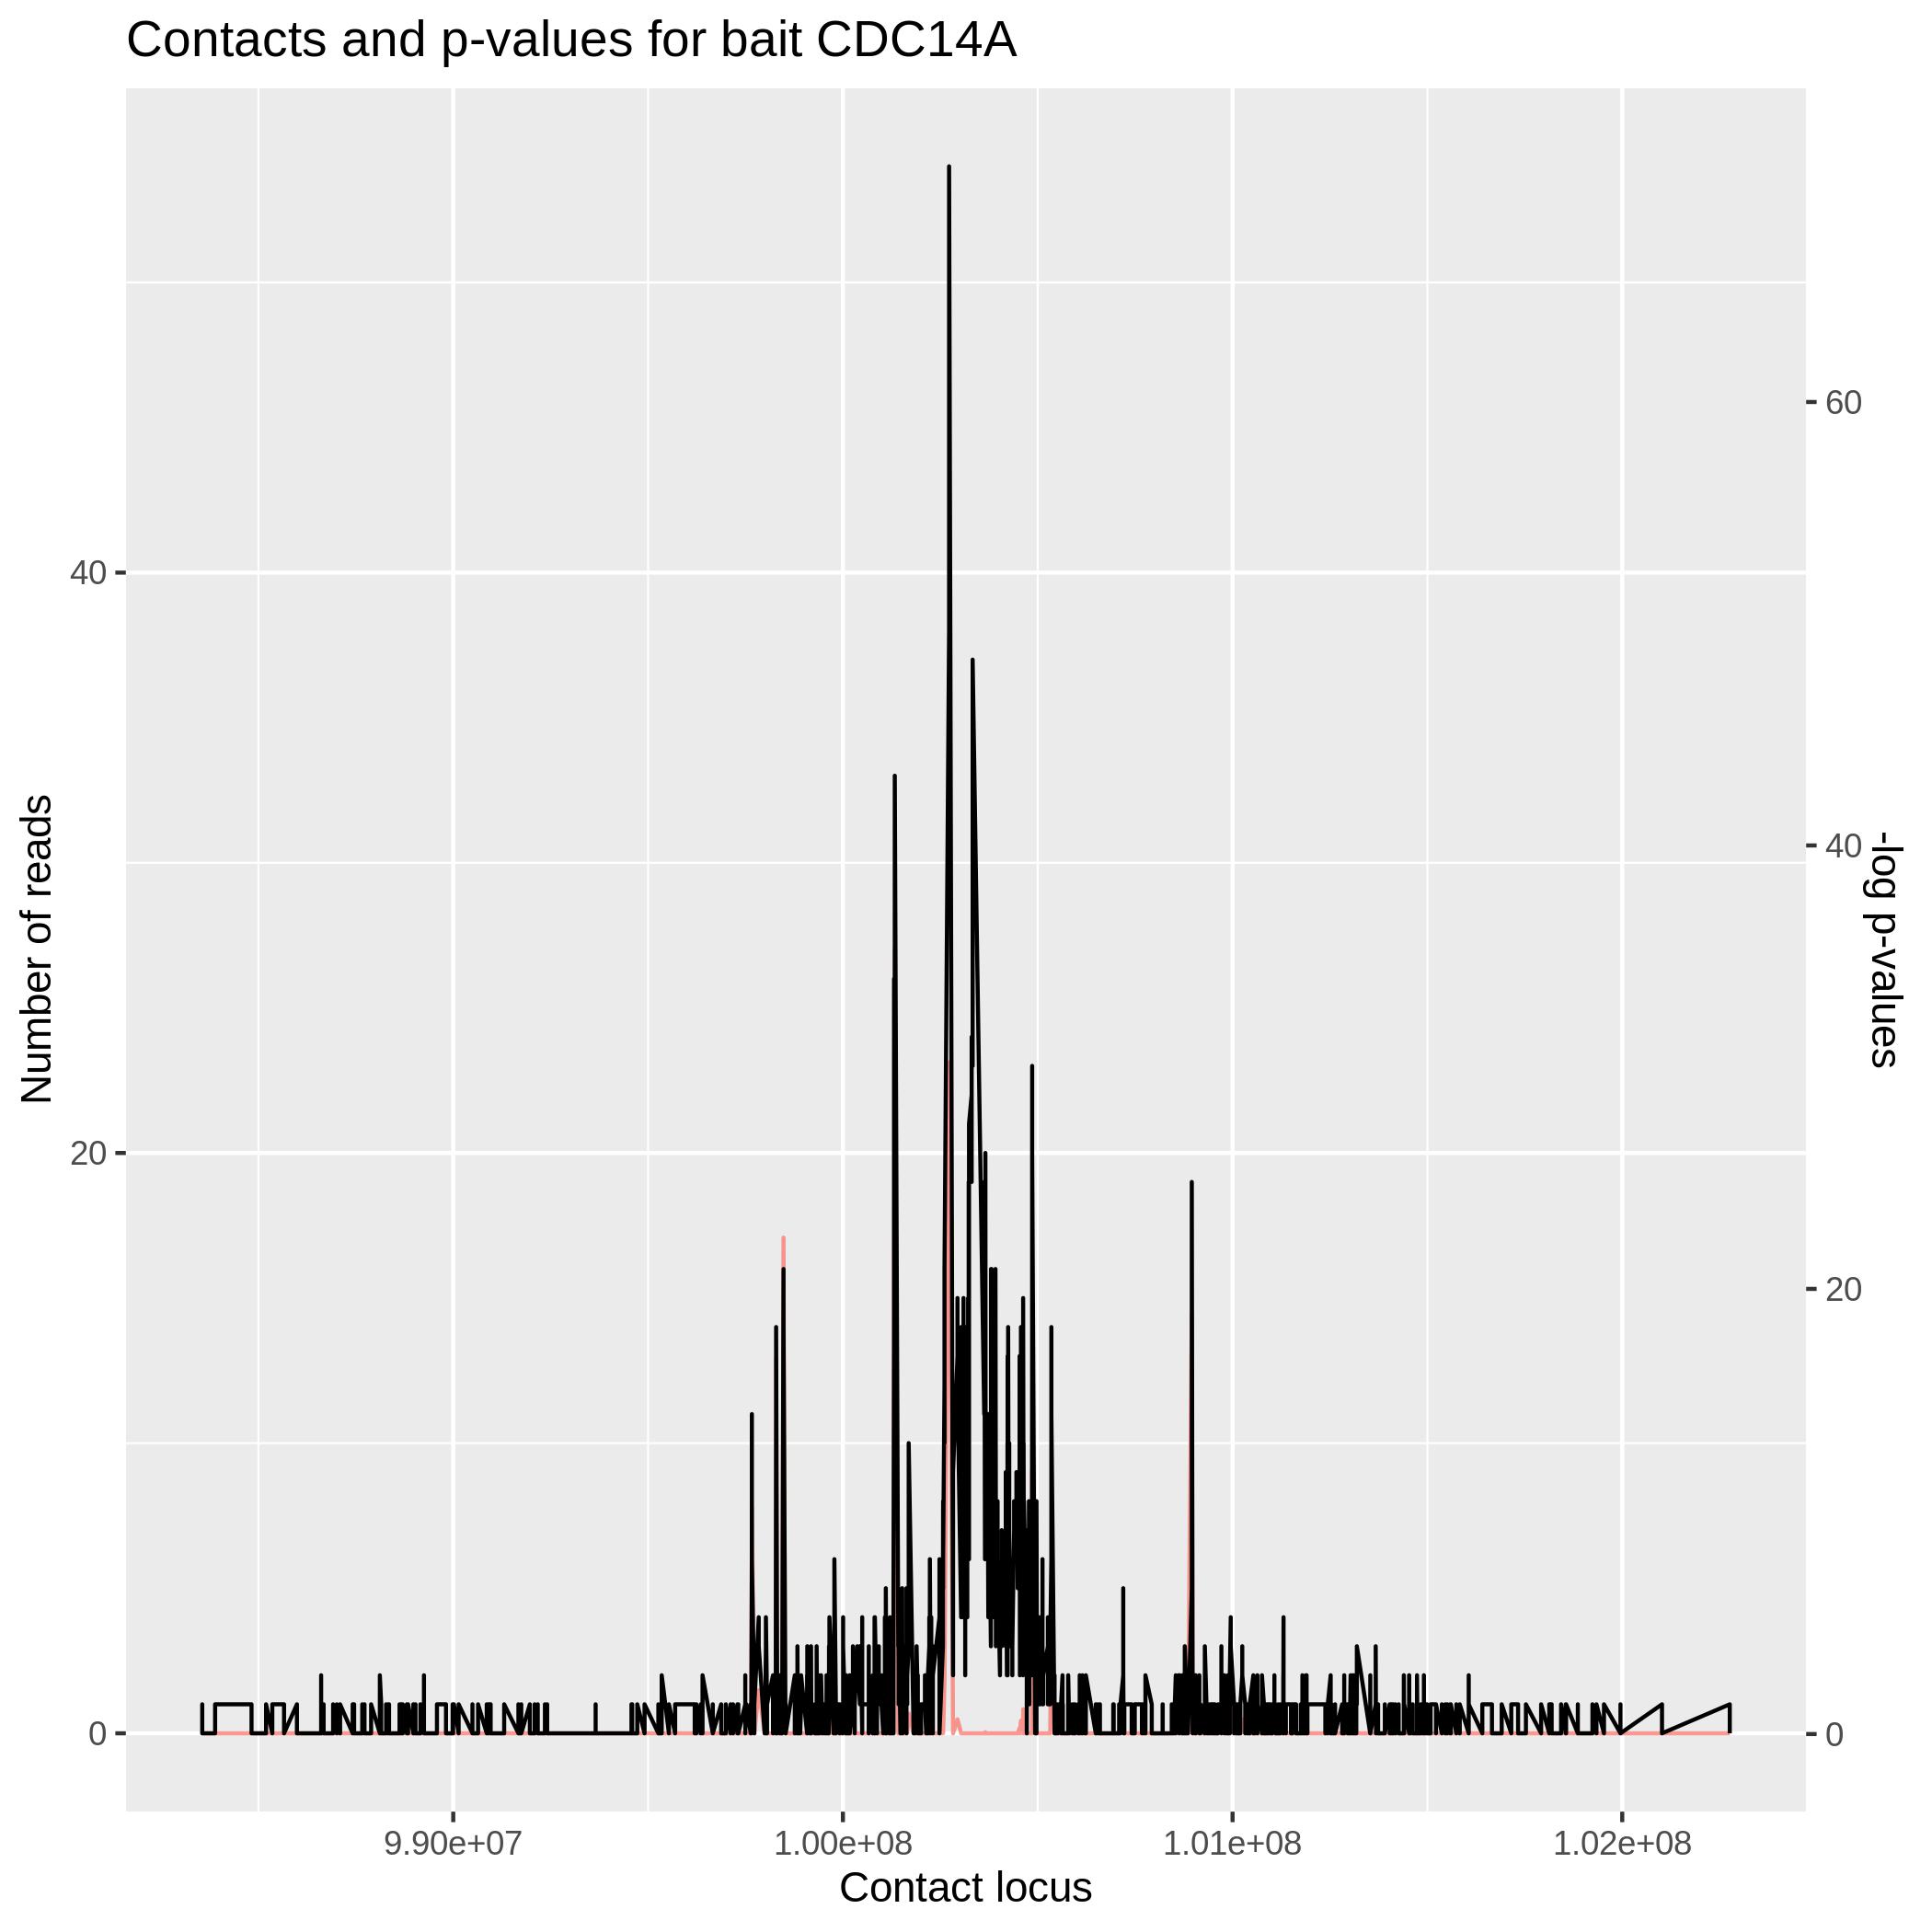 Contacts and p-values for bait CDC14A
Number of reads
40
20
0
60
40
20
0
-log p-values
9.90e+07
1.00e+08
1.01e+08
1.02e+08
Contact locus